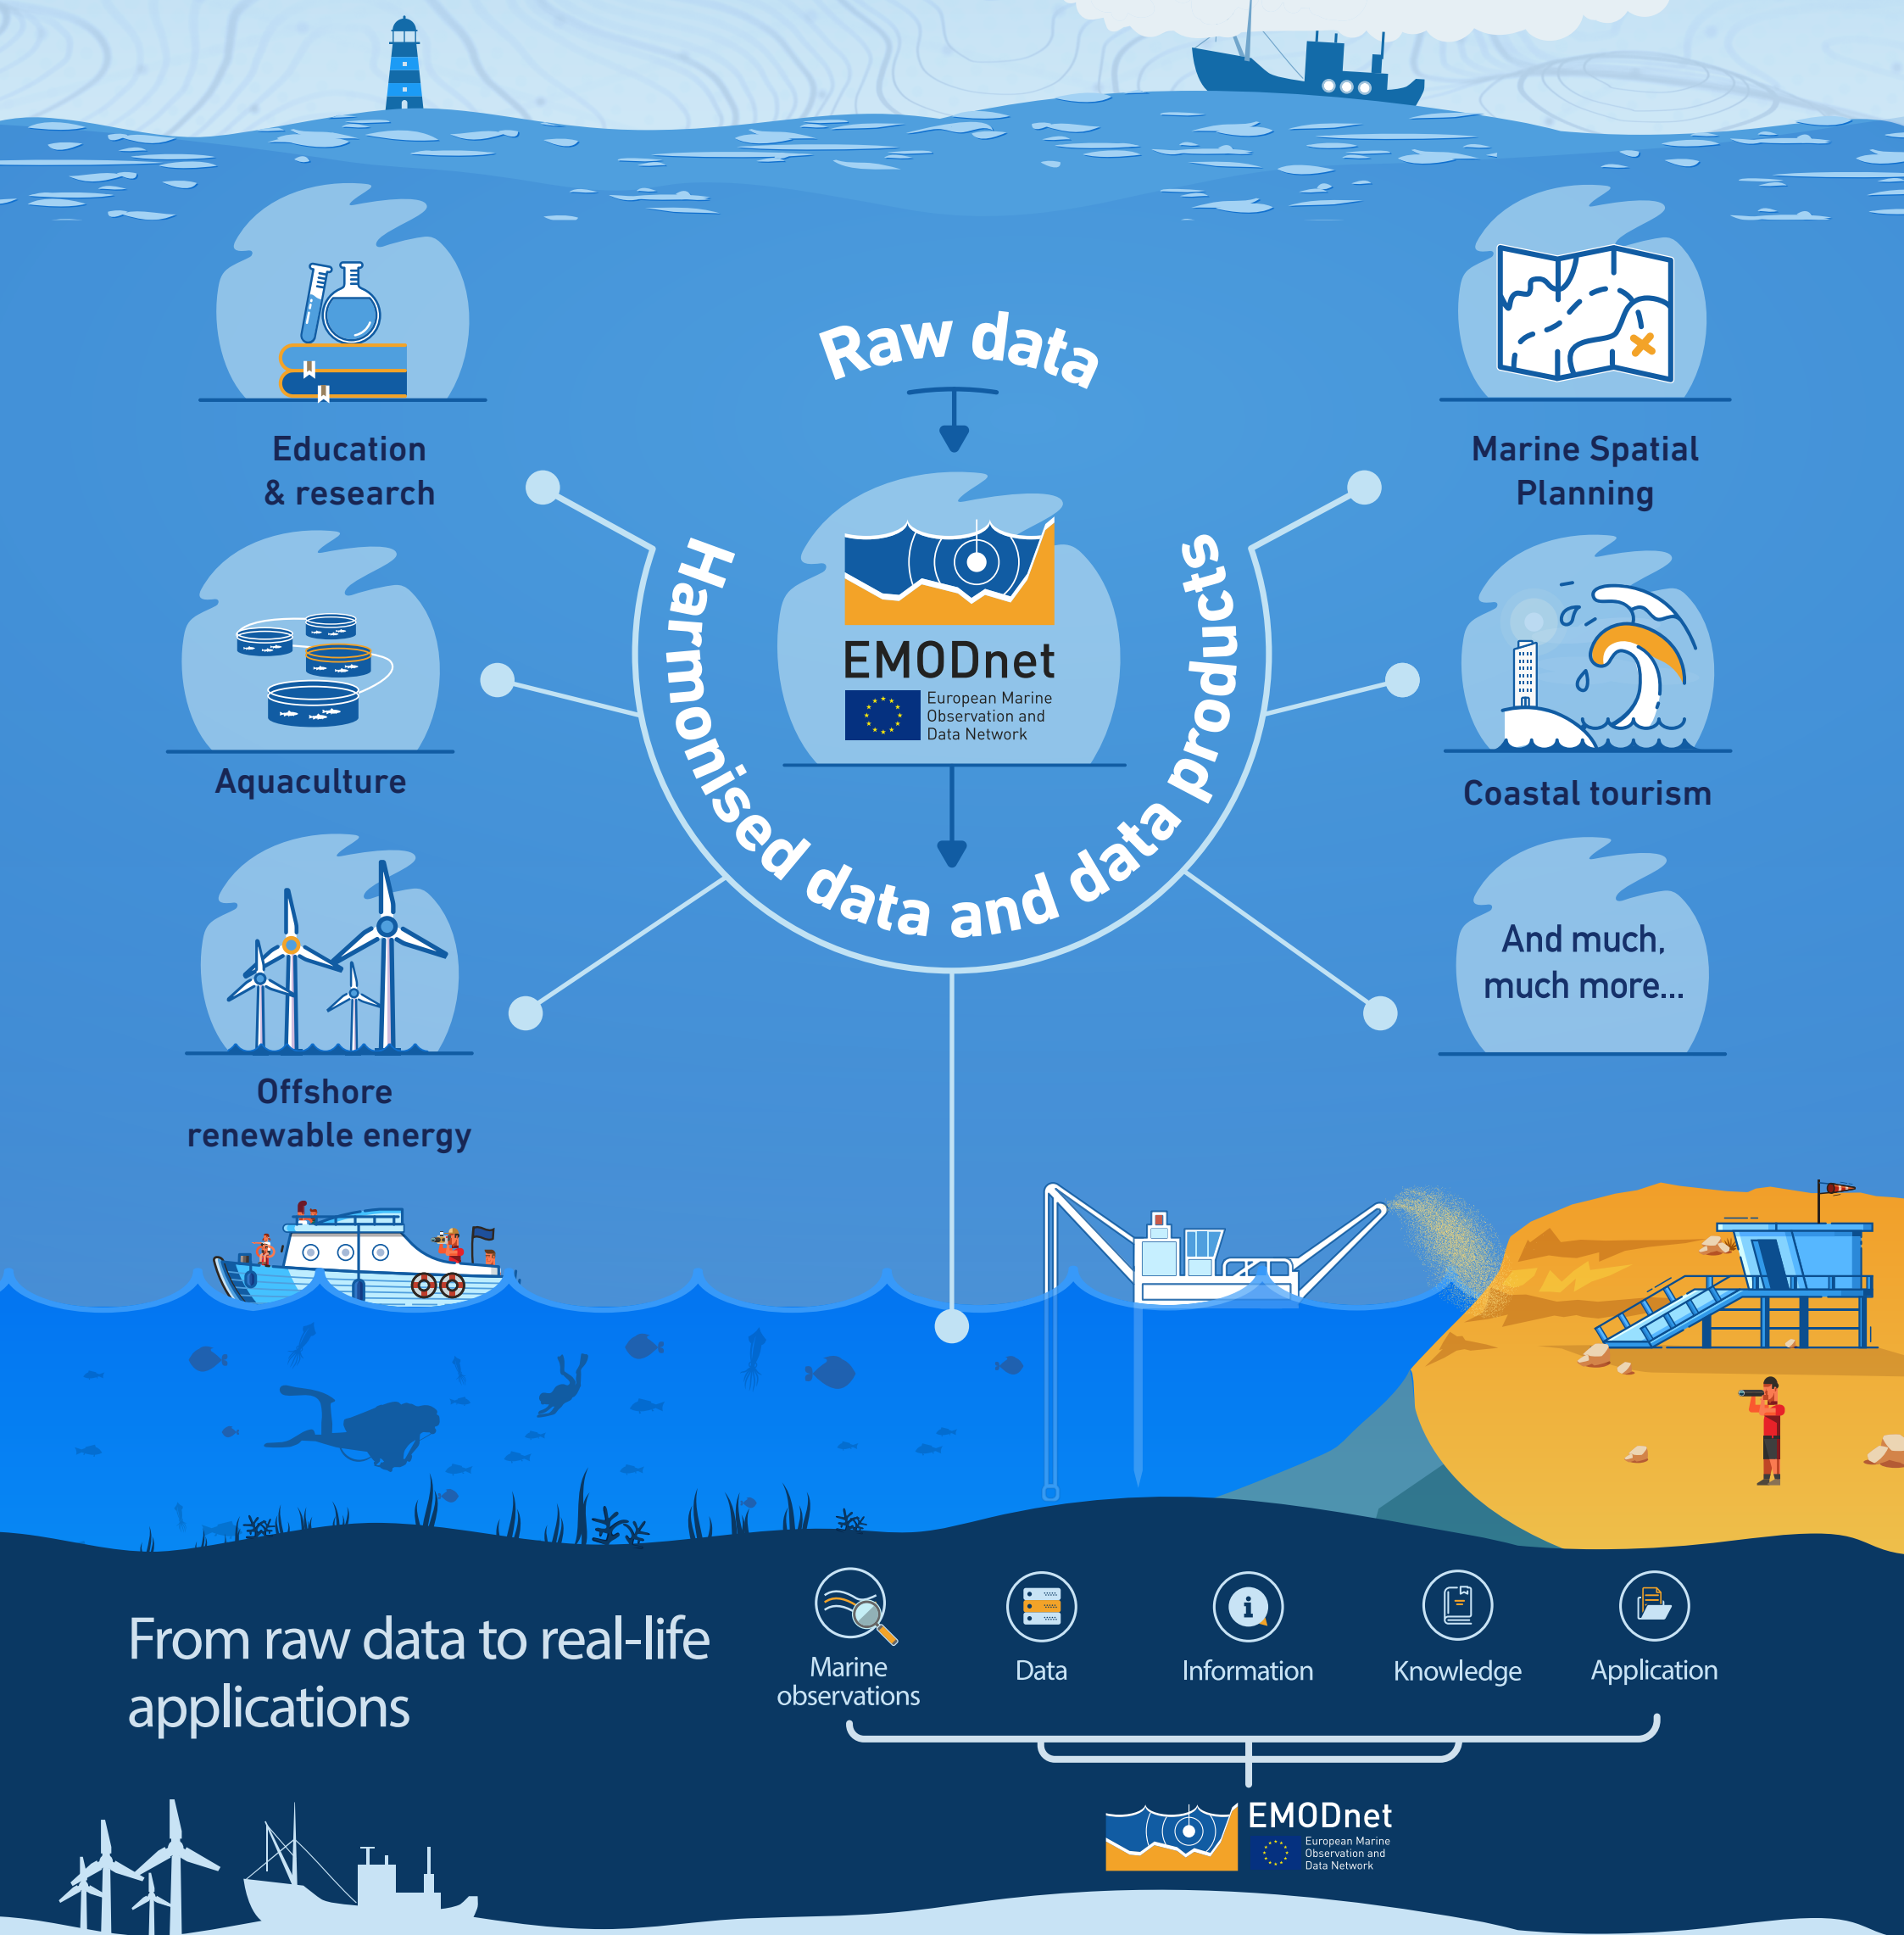 Raw data
Education
& research
Marine Spatial
Planning
EMODnet
European Marine
Observation and
Data Network
Harmonised data and data products
Aquaculture
Coastal tourism
And much,
much more...
Offshore
renewable energy
From raw data to real-life
applications
Marine
observations
Data
Information
Knowledge
Application
EMODnet
European Marine
Observation and
Data Network